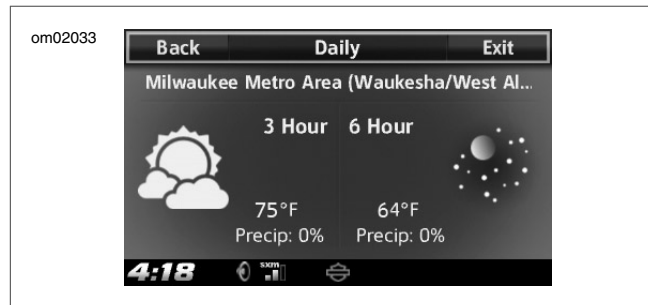 om02033
Back Daily Exit
Milwaukee Metro Area (Waukesha/West Al...
3 Hour 6 Hour
75°F 64°F
Precip: 0% Precip: 0%
4:18 sxm